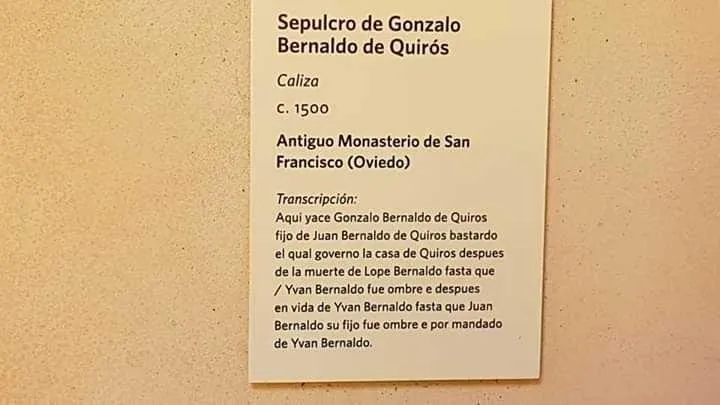 Sepulcro de Gonzalo
Bernaldo de Quirós
Caliza
c. 1500
Antiguo Monasterio de San
Francisco (Oviedo)
Transcripción:
Aqui yace Gonzalo Bernaldo de Quiros
fijo de Juan Bernaldo de Quiros bastardo
el qual governo la casa de Quiros despues
de la muerte de Lope Bernaldo fasta que
/ Yvan Bernaldo fue ombre e despues
en vida de Yvan Bernaldo fasta que Juan
Bernaldo su fijo fue ombre e por mandado
de Yvan Bernaldo.